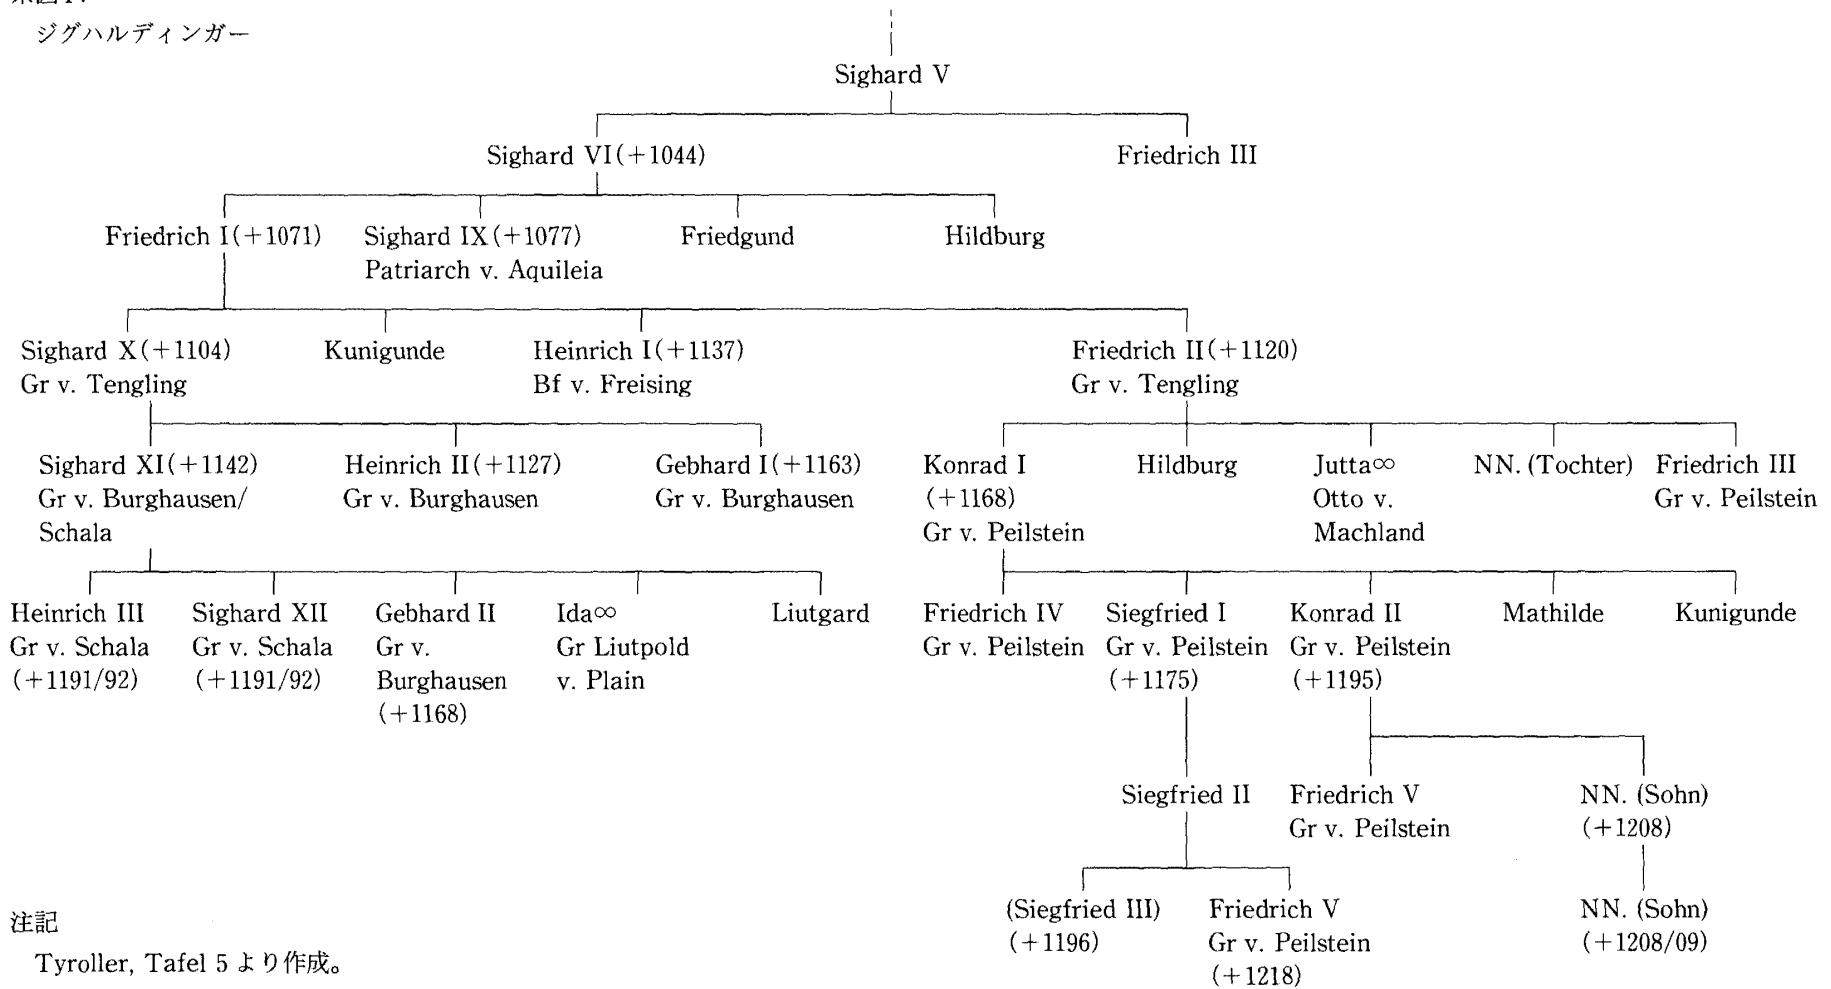 ジグハルディンガー
Sighard V
Sighard VI(+1044)
Friedrich III
Friedrich I(+1071)
Sighard IX(+1077)
Patriarch v. Aquileia
Friedgund
Hildburg
Sighard X(+1104)
Gr v. Tengling
Kunigunde
Heinrich I(+1137)
Bf v. Freising
Friedrich II(+1120)
Gr v. Tengling
Sighard XI(+1142)
Gr v. Burghausen/
Schala
Heinrich II(+1127)
Gr v. Burghausen
Gebhard I(+1163)
Gr v. Burghausen
Konrad I
(+1168)
Gr v. Peilstein
Hildburg
Jutta∞
Otto v.
Machland
NN. (Tochter)
Friedrich III
Gr v. Peilstein
Heinrich III
Gr v. Schala
(+1191/92)
Sighard XII
Gr v. Schala
(+1191/92)
Gebhard II
Gr v.
Burghausen
(+1168)
Ida∞
Gr Liutpold
v. Plain
Liutgard
Friedrich IV
Gr v. Peilstein
Siegfried I
Gr v. Peilstein
(+1175)
Konrad II
Gr v. Peilstein
(+1195)
Mathilde
Kunigunde
Siegfried II
Friedrich V
Gr v. Peilstein
NN. (Sohn)
(+1208)
(Siegfried III)
(+1196)
Friedrich V
Gr v. Peilstein
(+1218)
NN. (Sohn)
(+1208/09)
注記
Tyroller, Tafel 5 より作成。